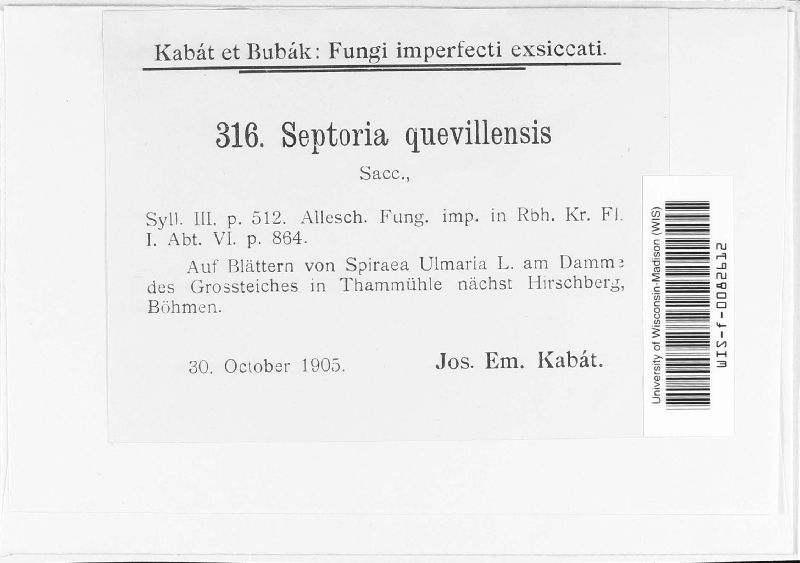 Kabát et Bubák: Fungi imperfecti exsiccati.
316. Septoria quevillensis
Sacc.,
Syll. III. p. 512. Allesch. Fung. imp. in Rbh. Kr. Fl.
I. Abt. VI. p. 864.
Auf Blättern von Spiraea Ulmaria L. am Damme
des Grossteiches in Thammühle nächst Hirschberg,
Böhmen.
30. October 1905.
Jos. Em. Kabát.
University of Wisconsin-Madison (WIS)
WIS-f-0082612